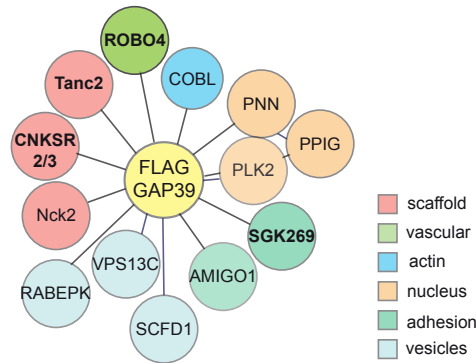 ROBO4
COBL
Tanc2
PNN
CNKSR
2/3
PPIG
FLAG
GAP39
PLK2
Nck2
SGK269
VPS13C
AMIGO1
RABEPK
SCFD1
scaffold
vascular
actin
nucleus
adhesion
vesicles